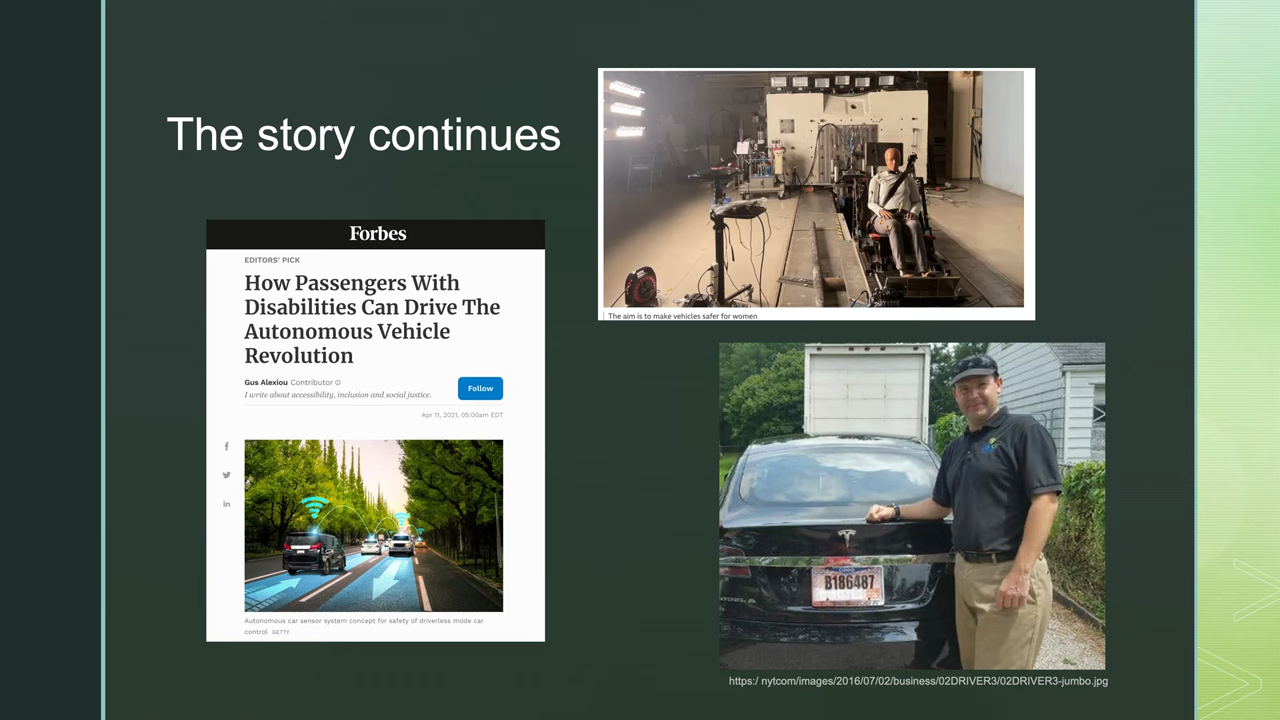 The story continues
Forbes
EDITORS' PICK
How Passengers With
Disabilities Can Drive The
Autonomous Vehicle
Revolution
Gus Alexiou Contributor
I write about accessibility, inclusion and social justice.
Follow
Apr 11, 2021, 05:00am EDT
Autonomous car sensor system concept for safety of driverless mode car
control GETTY
The aim is to make vehicles safer for women
B186487
https:/ nytcom/images/2016/07/02/business/02DRIVER3/02DRIVER3-jumbo.jpg